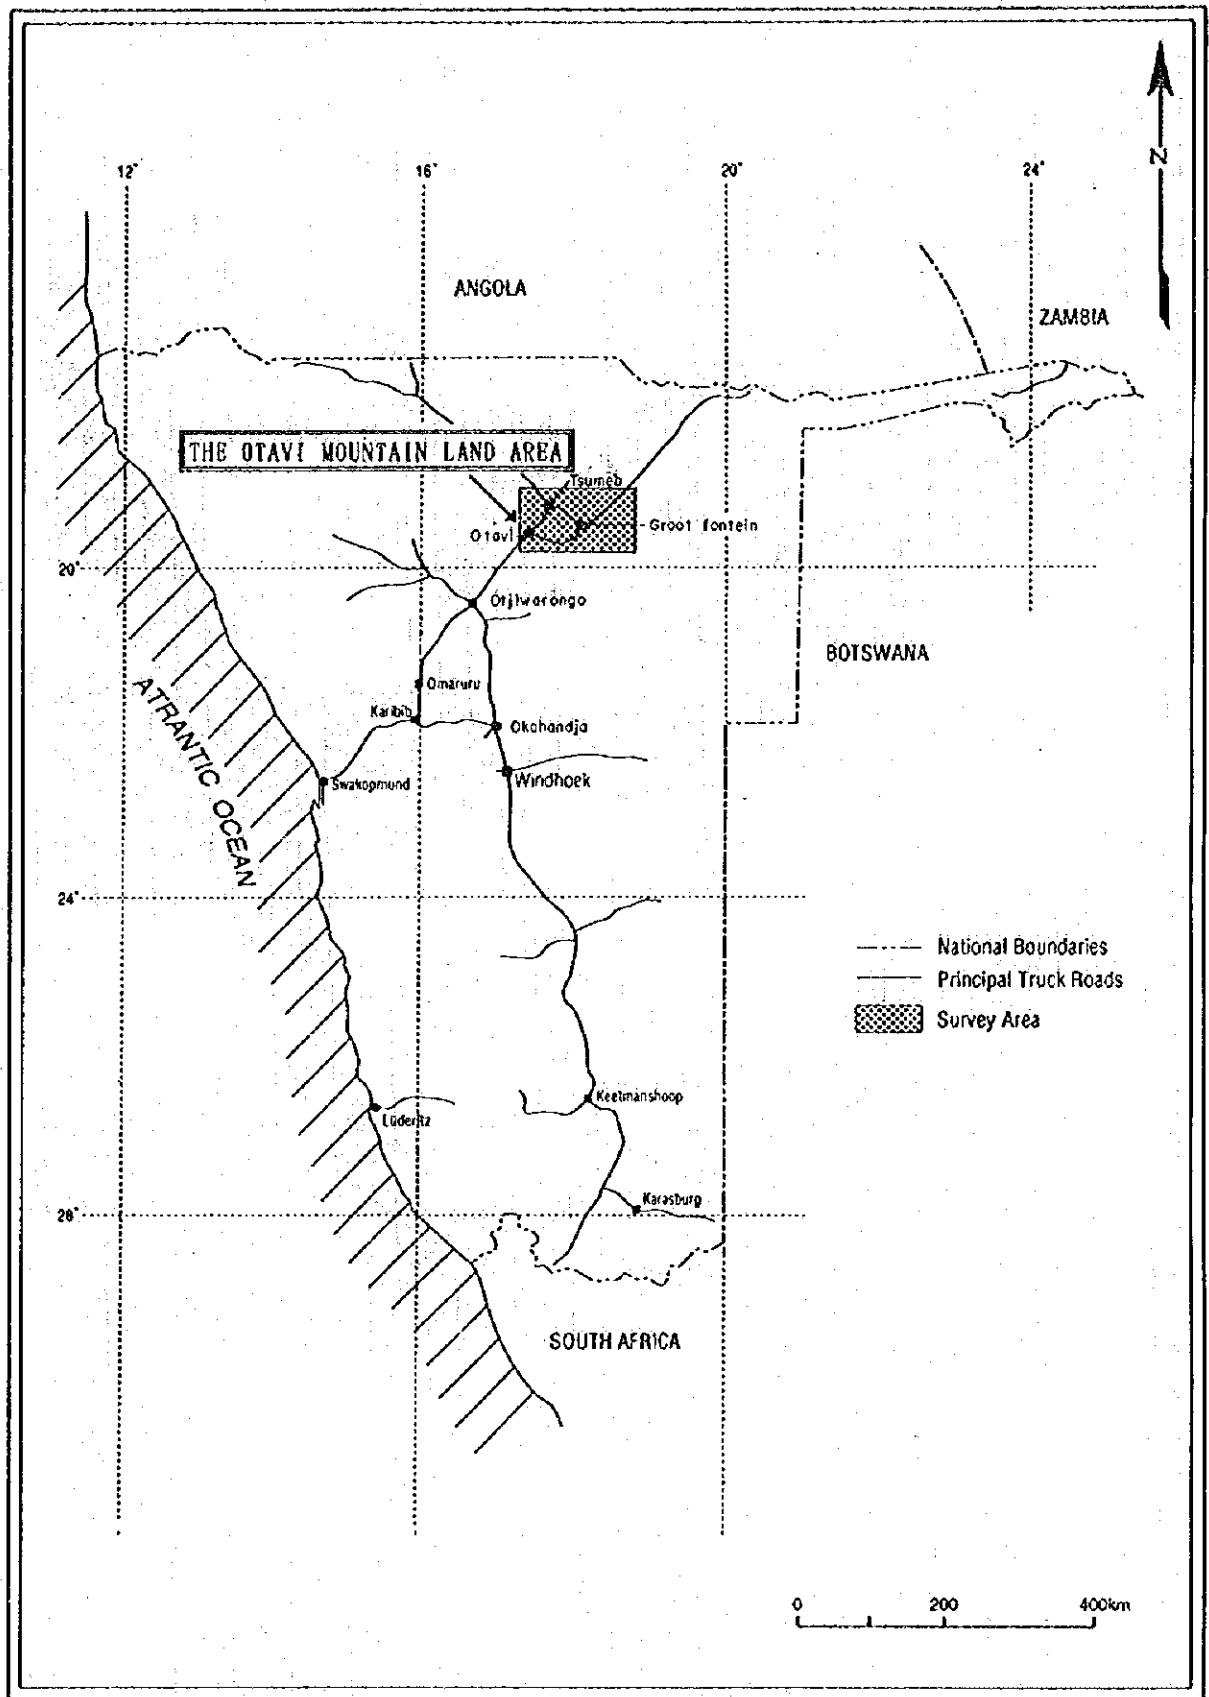 N
12° 16° 20° 24°
ANGOLA
ZAMBIA
THE OTAVI MOUNTAIN LAND AREA
Tsumeb
Otavi
Groot fontein
20°
Otjiwarongo
BOTSWANA
Omaruru
Karibib
Okahandja
Windhoek
Swakopmund
ATRANTIC OCEAN
24°
National Boundaries
Principal Truck Roads
Survey Area
Keetmanshoop
Lüderitz
Karasburg
28°
SOUTH AFRICA
0 200 400km